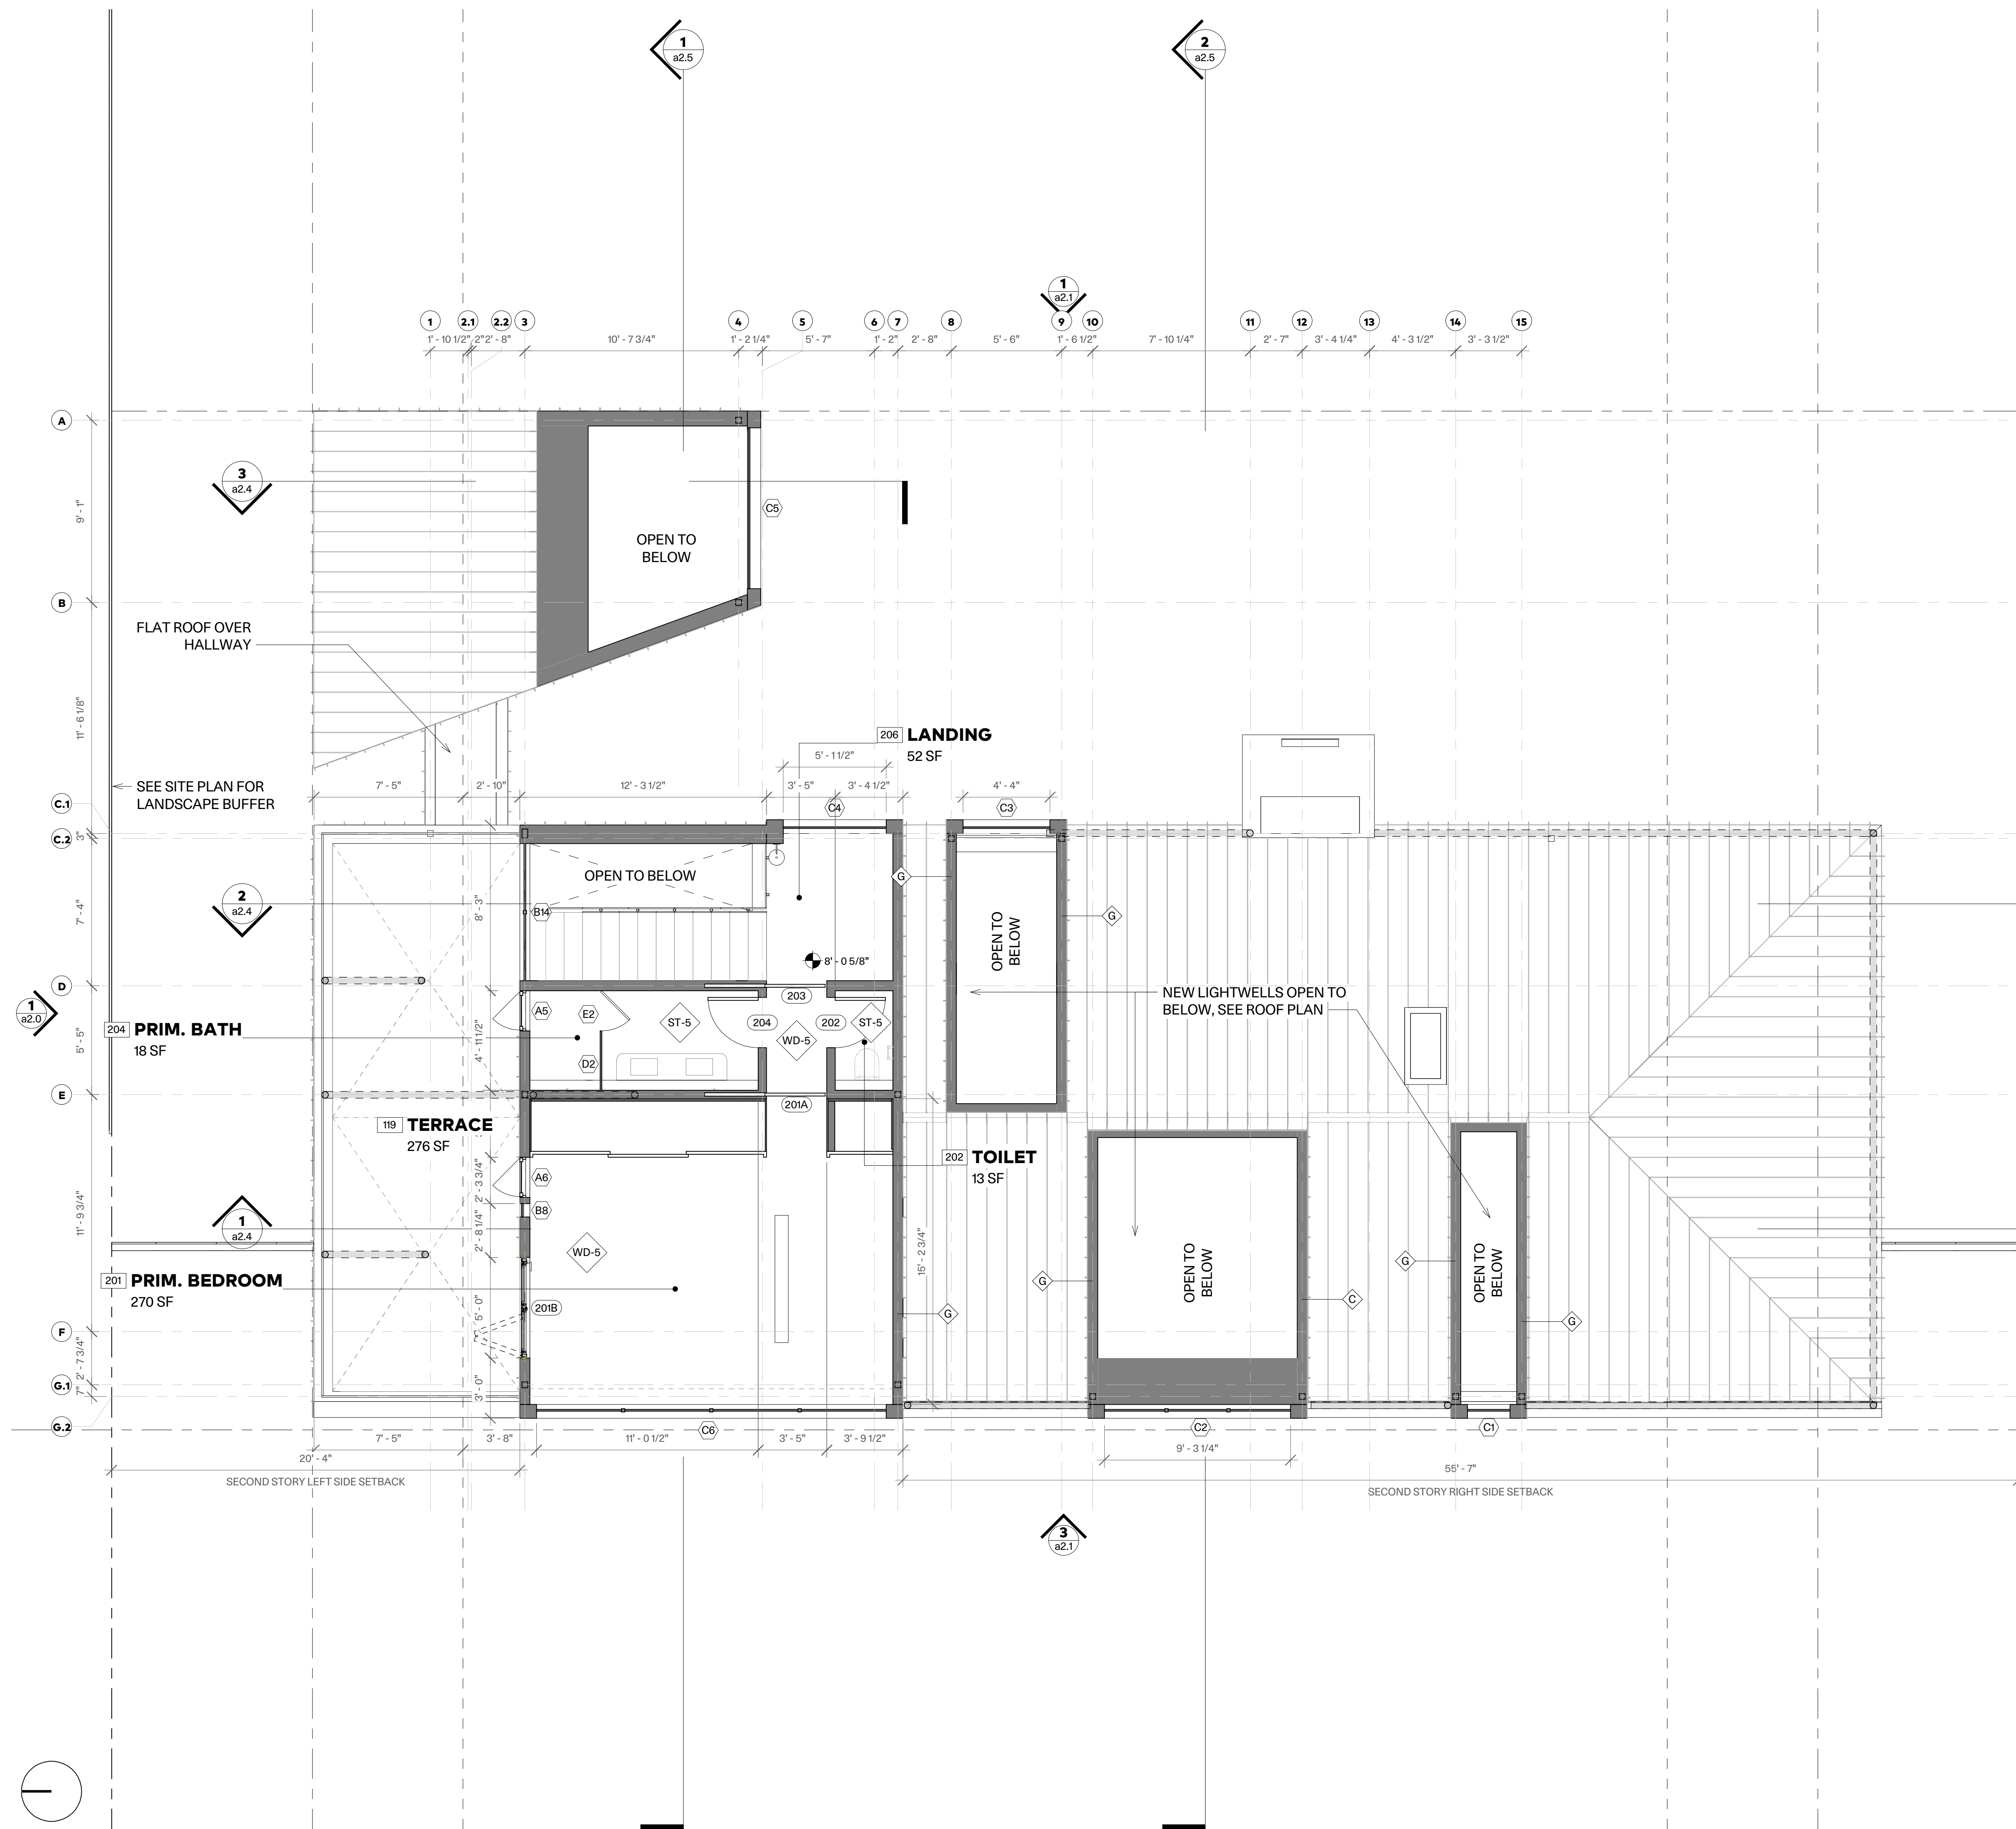 1
a2.5
2
a2.5
1
a2.1
1
2.1
2.2
3
4
5
6
7
8
9
10
11
12
13
14
15
1' - 10 1/2"
2"
2' - 8"
10' - 7 3/4"
1' - 2 1/4"
5' - 7"
1' - 2"
2' - 8"
5' - 6"
1' - 6 1/2"
7' - 10 1/4"
2' - 7"
3' - 4 1/4"
4' - 3 1/2"
3' - 3 1/2"
A
9' - 1"
3
a2.4
C5
OPEN TO
BELOW
B
FLAT ROOF OVER
HALLWAY
11' - 6 1/8"
206
LANDING
52 SF
5' - 11/2"
SEE SITE PLAN FOR
LANDSCAPE BUFFER
7' - 5"
2' - 10"
12' - 3 1/2"
3' - 5"
3' - 4 1/2"
4' - 4"
C.1
C4
C3
3"
C.2
OPEN TO BELOW
G
2
a2.4
7' - 4"
8' - 3"
B14
G
OPEN TO
BELOW
8' - 0 5/8"
D
203
NEW LIGHTWELLS OPEN TO
BELOW, SEE ROOF PLAN
1
a2.0
A5
E2
ST-5
204
202
ST-5
WD-5
204
PRIM. BATH
18 SF
5' - 5"
4' - 11 1/2"
D2
E
201A
119
TERRACE
276 SF
202
TOILET
13 SF
A6
2' - 3 3/4"
B8
11' - 9 3/4"
1
a2.4
2' - 8 1/4"
WD-5
15' - 2 3/4"
G
G
OPEN TO
BELOW
OPEN TO
BELOW
201
PRIM. BEDROOM
270 SF
G
C
201B
5' - 0"
G
F
2' - 7 3/4"
G.1
7"
3' - 0"
G.2
C6
C2
C1
7' - 5"
3' - 8"
11' - 0 1/2"
3' - 5"
3' - 9 1/2"
9' - 3 1/4"
20' - 4"
55' - 7"
SECOND STORY LEFT SIDE SETBACK
SECOND STORY RIGHT SIDE SETBACK
3
a2.1